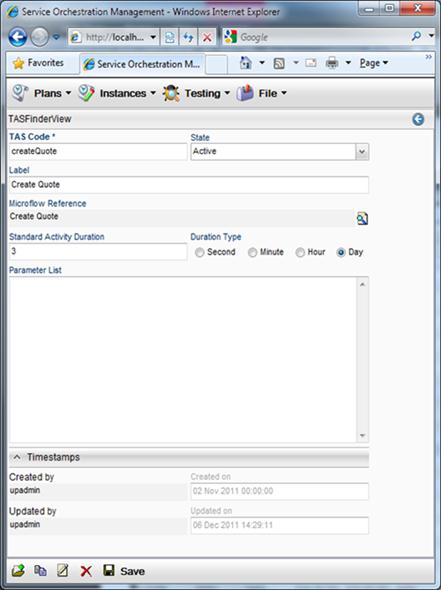 Service Orchestration Management - Windows Internet Explorer
http://localh...
Google
Favorites
Service Orchestration M...
Page
Plans
Instances
Testing
File
TASFinderView
TAS Code *
State
createQuote
Active
Label
Create Quote
Microflow Reference
Create Quote
Standard Activity Duration
Duration Type
3
Second
Minute
Hour
Day
Parameter List
Timestamps
Created by
Created on
upadmin
02 Nov 2011 00:00:00
Updated by
Updated on
upadmin
06 Dec 2011 14:29:11
Save